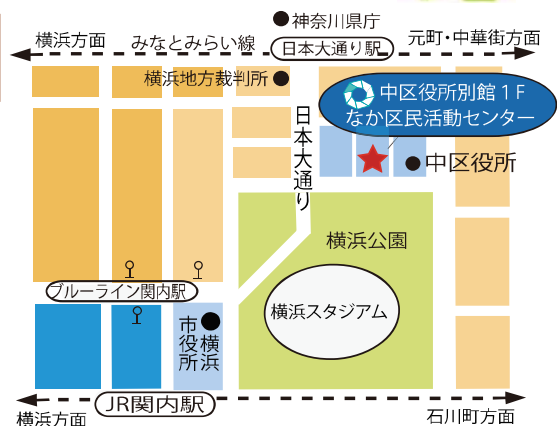 神奈川県庁
横浜方面
みなとみらい線
日本大通り駅
元町・中華街方面
横浜地方裁判所
中区役所別館1F
なか区民活動センター
日本大通り
中区役所
横浜公園
ブルーライン関内駅
横浜スタジアム
横浜
市役所
JR関内駅
横浜方面
石川町方面